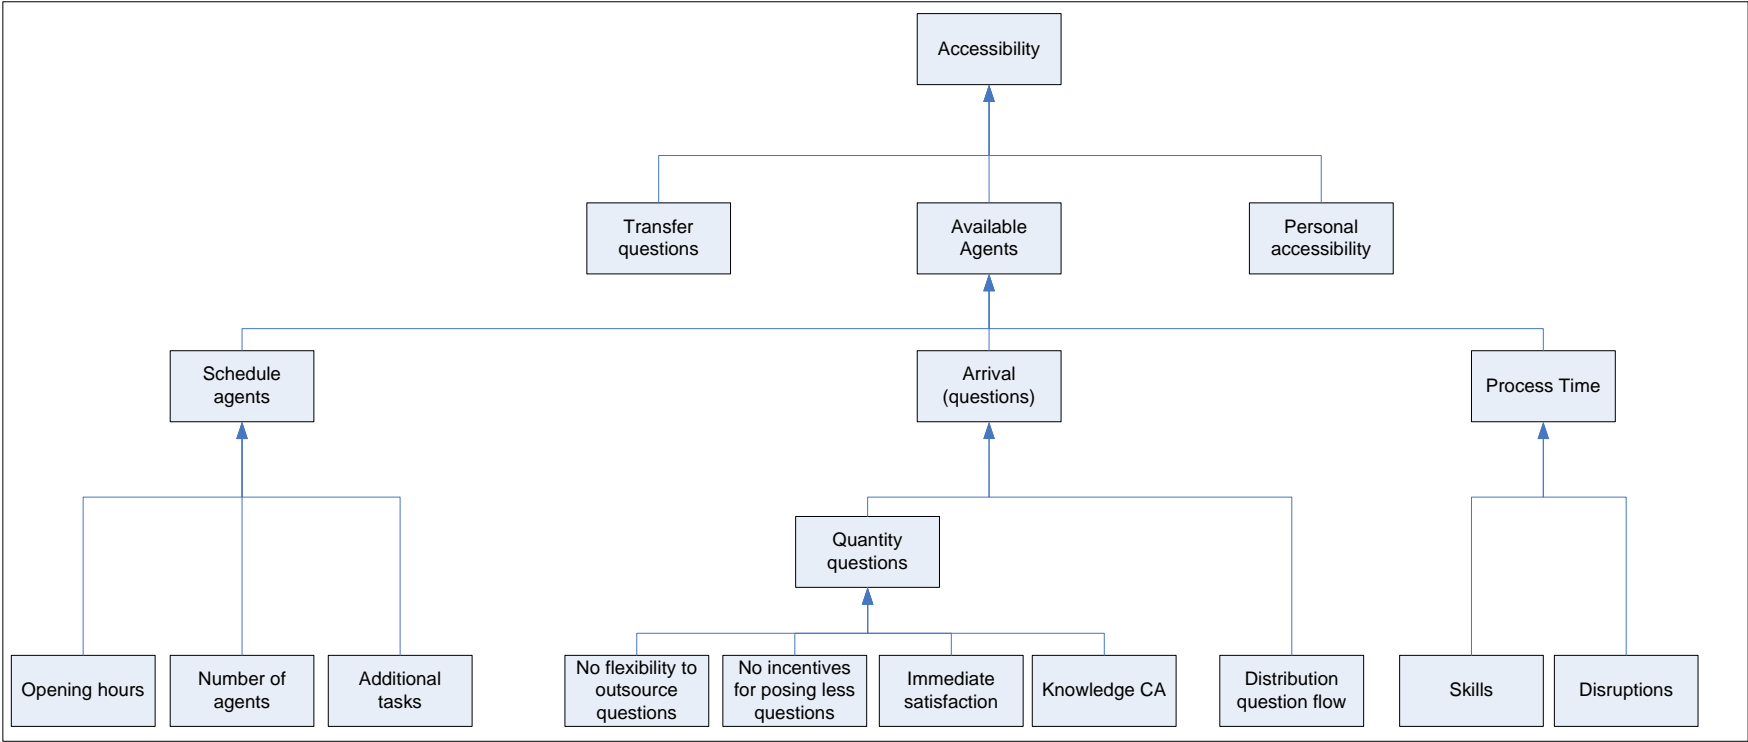 Accessibility
Transfer
questions
Available
Agents
Personal
accessibility
Schedule
agents
Arrival
(questions)
Process Time
Quantity
questions
Opening hours
Number of
agents
Additional
tasks
No flexibility to
outsource
questions
No incentives
for posing less
questions
Immediate
satisfaction
Knowledge CA
Distribution
question flow
Skills
Disruptions